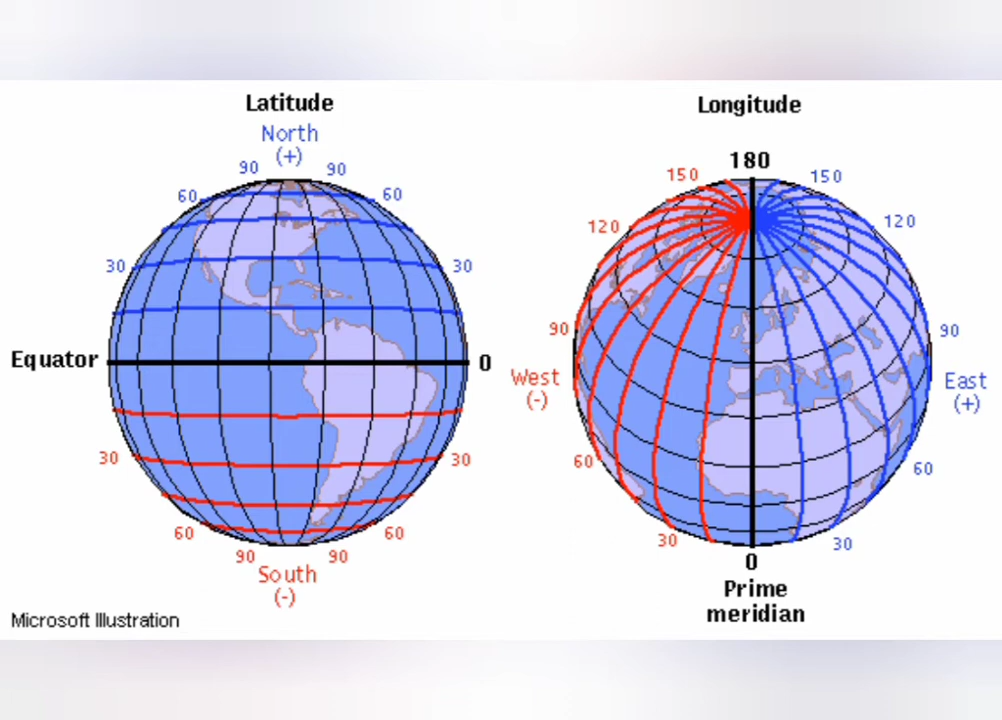 Latitude
North
(+)
90 90
60 60
30 30
Equator 0
30 30
60 60
90 90
South
(-)
Microsoft Illustration
Longitude
180
150 150
120 120
90 90
West
(-)
East
(+)
60 60
30 30
0
Prime
meridian